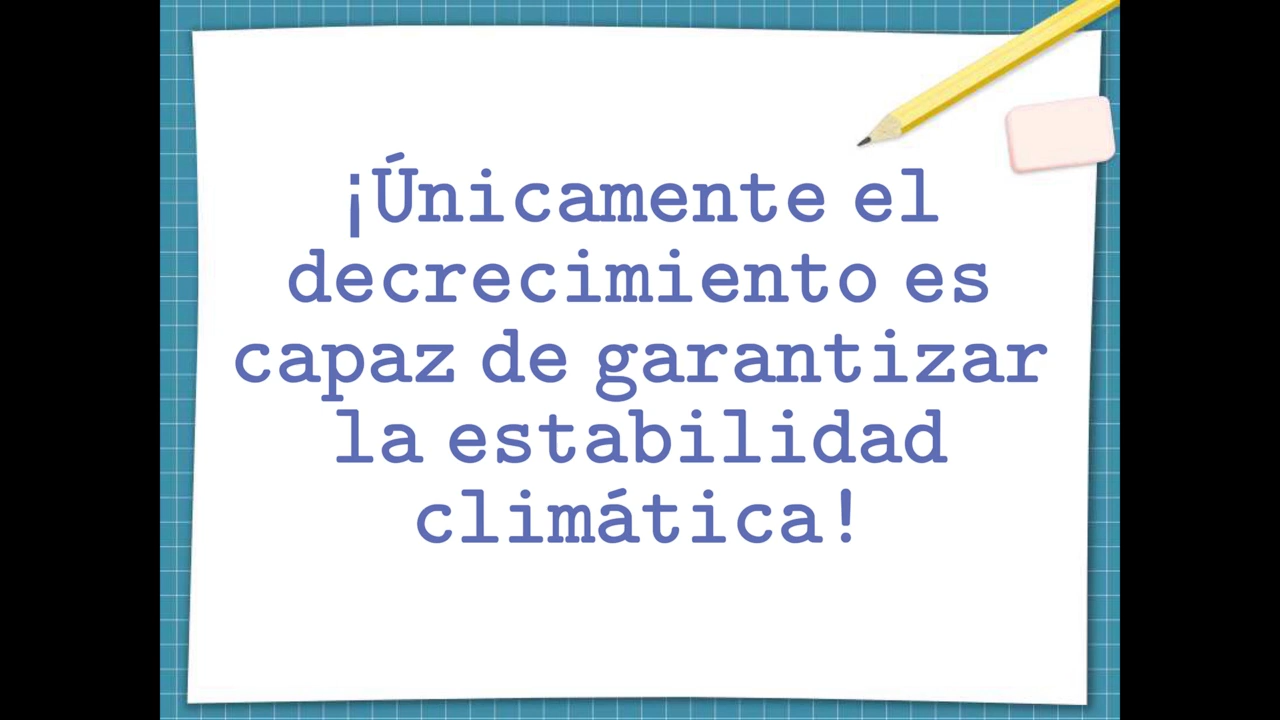 ¡Únicamente el
decrecimiento es
capaz de garantizar
la estabilidad
climática!